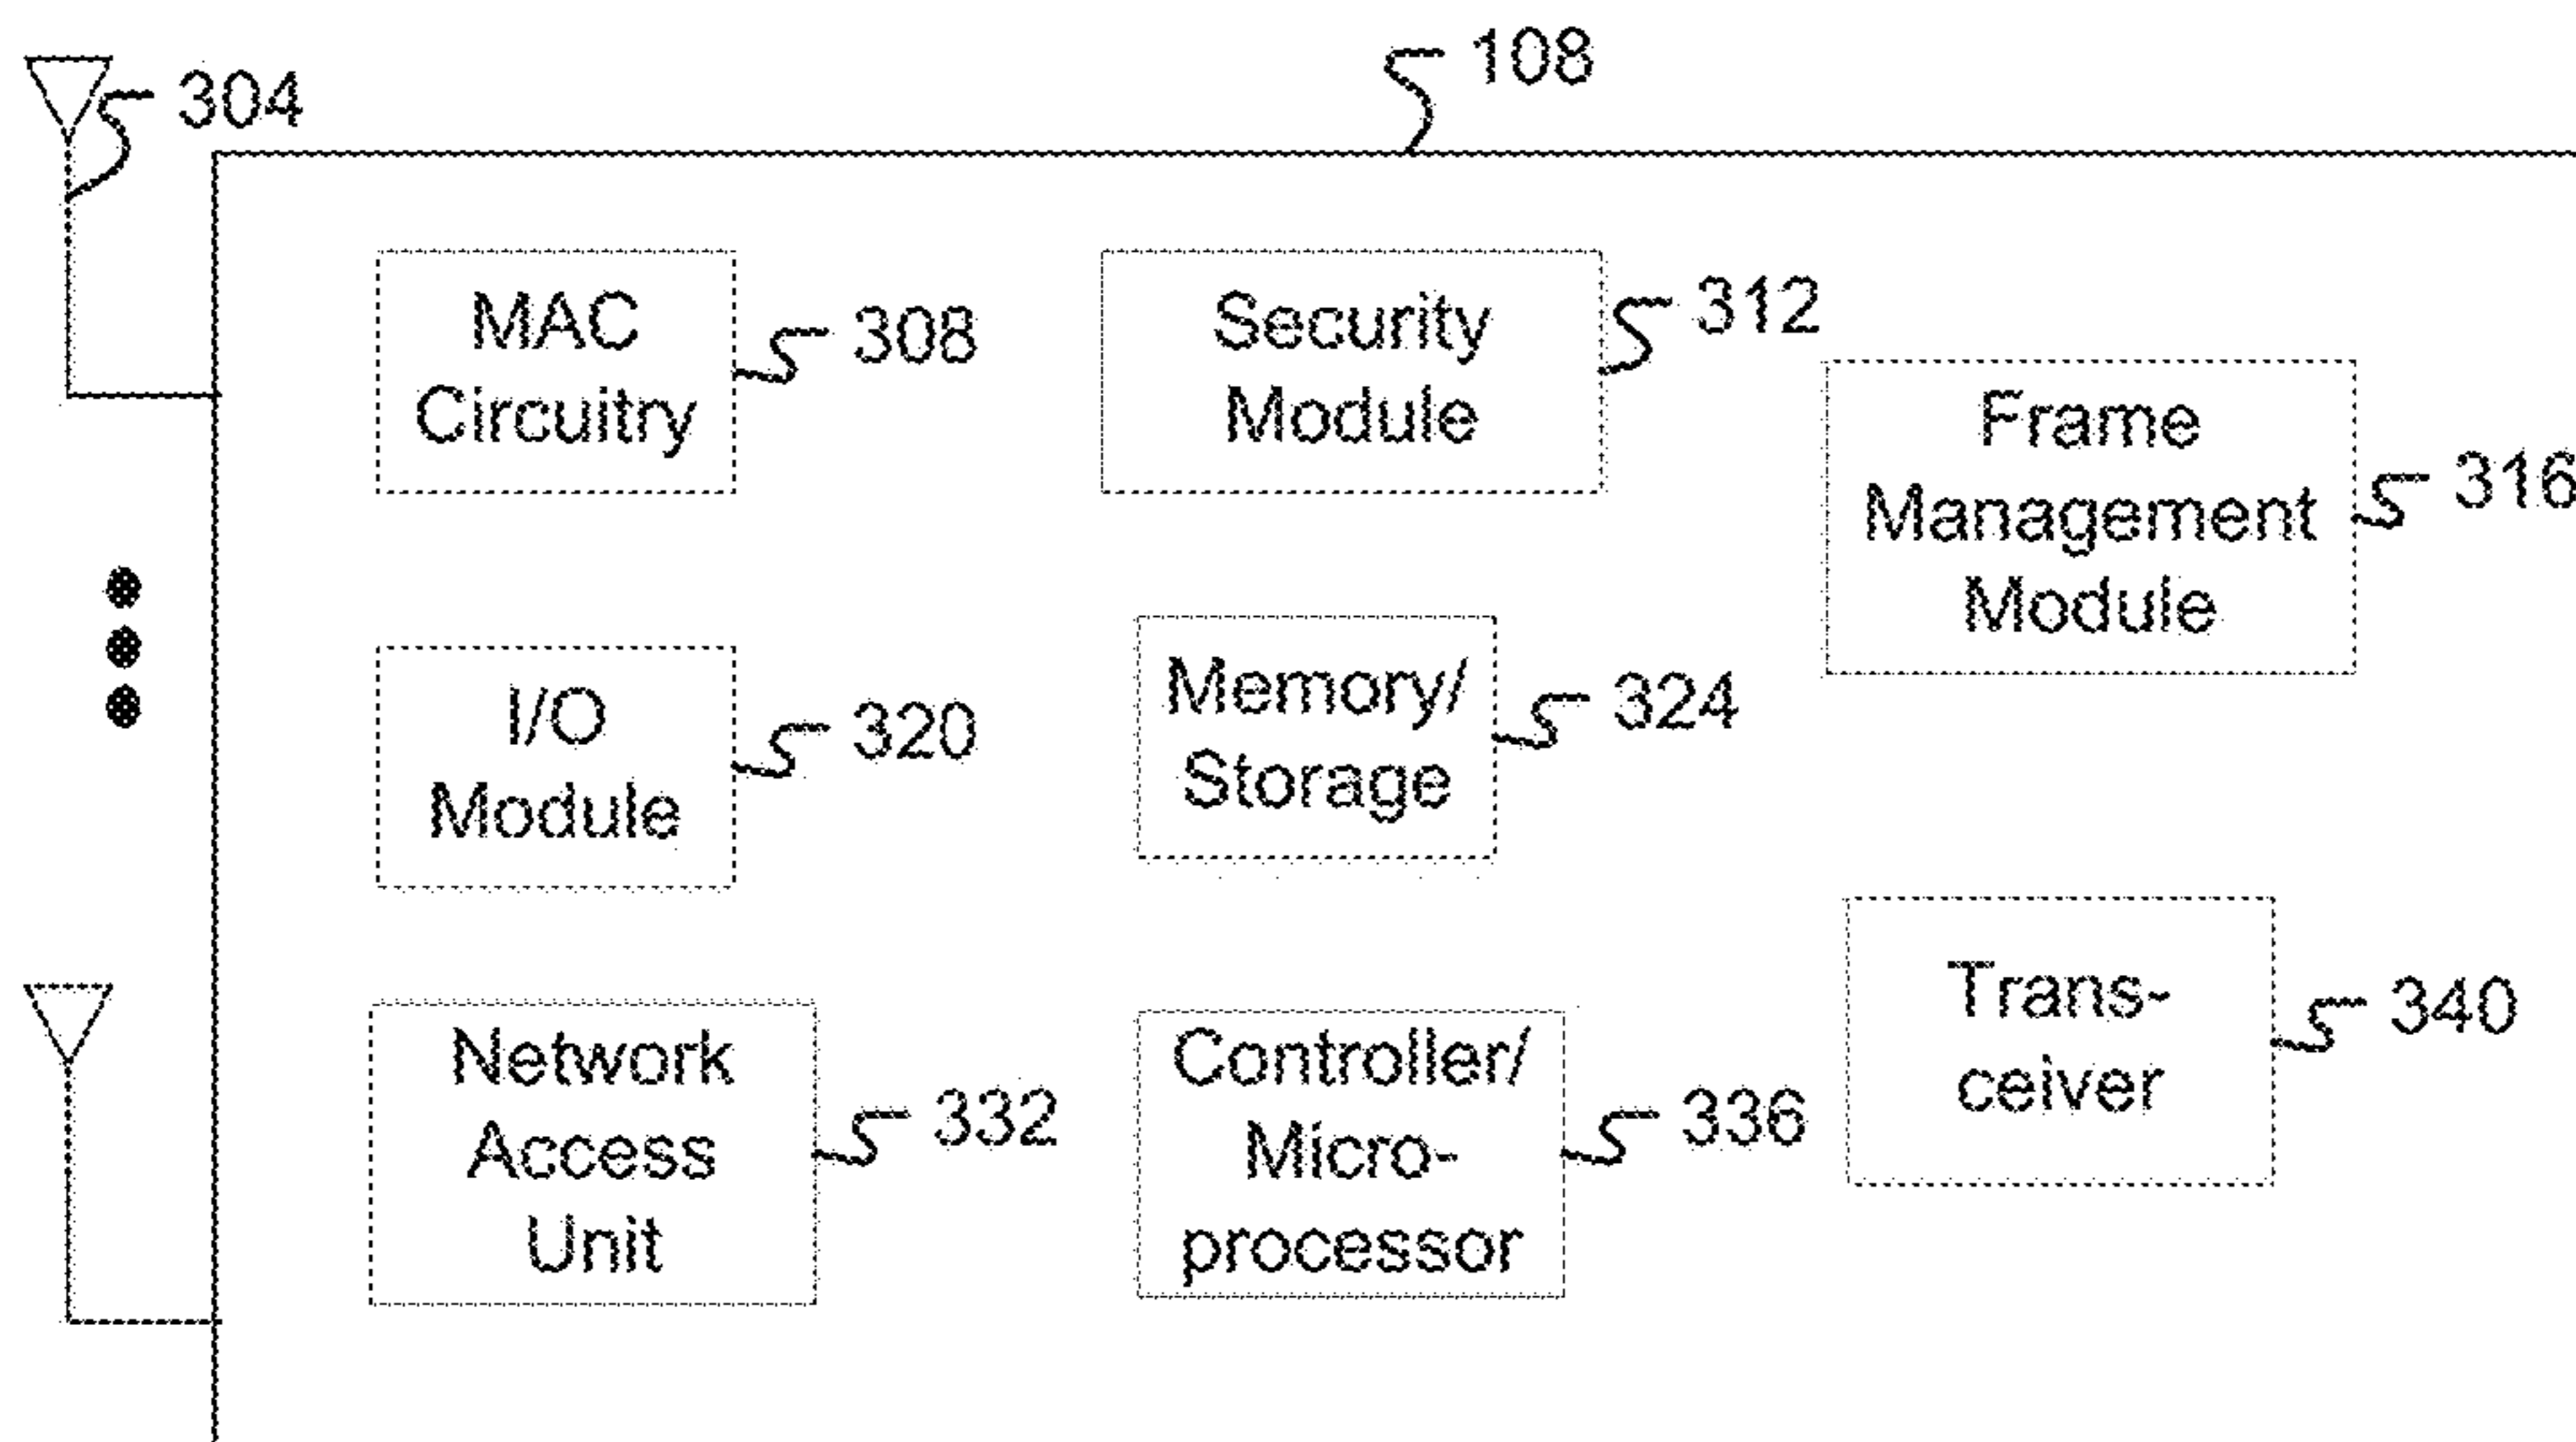 108
304
MAC
Circuitry
308
Security
Module
312
Frame
Management
Module
316
I/O
Module
320
Memory/
Storage
324
Network
Access
Unit
332
Controller/
Micro-
processor
336
Trans-
ceiver
340